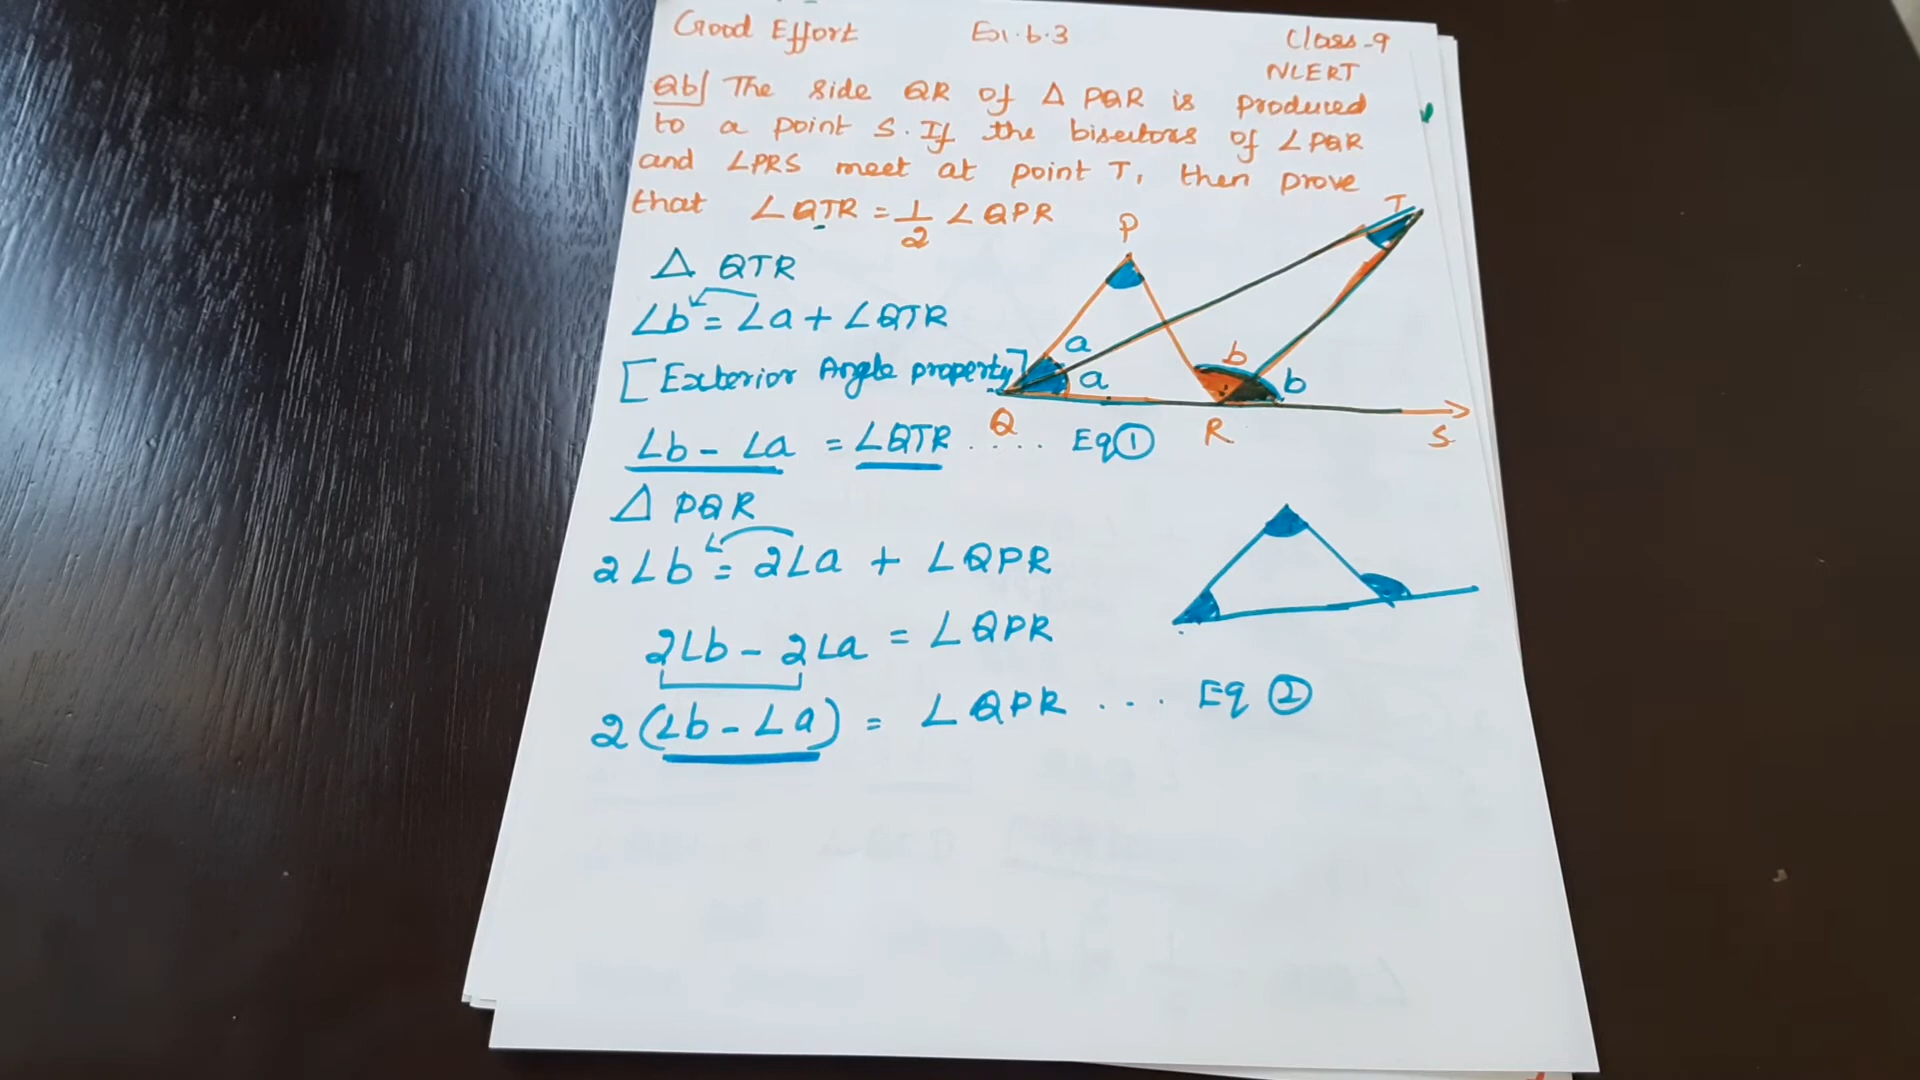 Good Effort Ex.6.3 Class-9
NCERT
Q6/ The side QR of Δ PQR is produced
to a point S. If the bisectors of ∠PQR
and ∠PRS meet at point T, then prove
that ∠QTR = 1/2 ∠QPR
P
T
Δ QTR
∠b = ∠a + ∠QTR
a
b
[Exterior Angle property]
a
b
Q
R
S
∠b - ∠a = ∠QTR .... Eq ①
Δ PQR
2∠b = 2∠a + ∠QPR
2∠b - 2∠a = ∠QPR
2(∠b - ∠a) = ∠QPR ... Eq ②